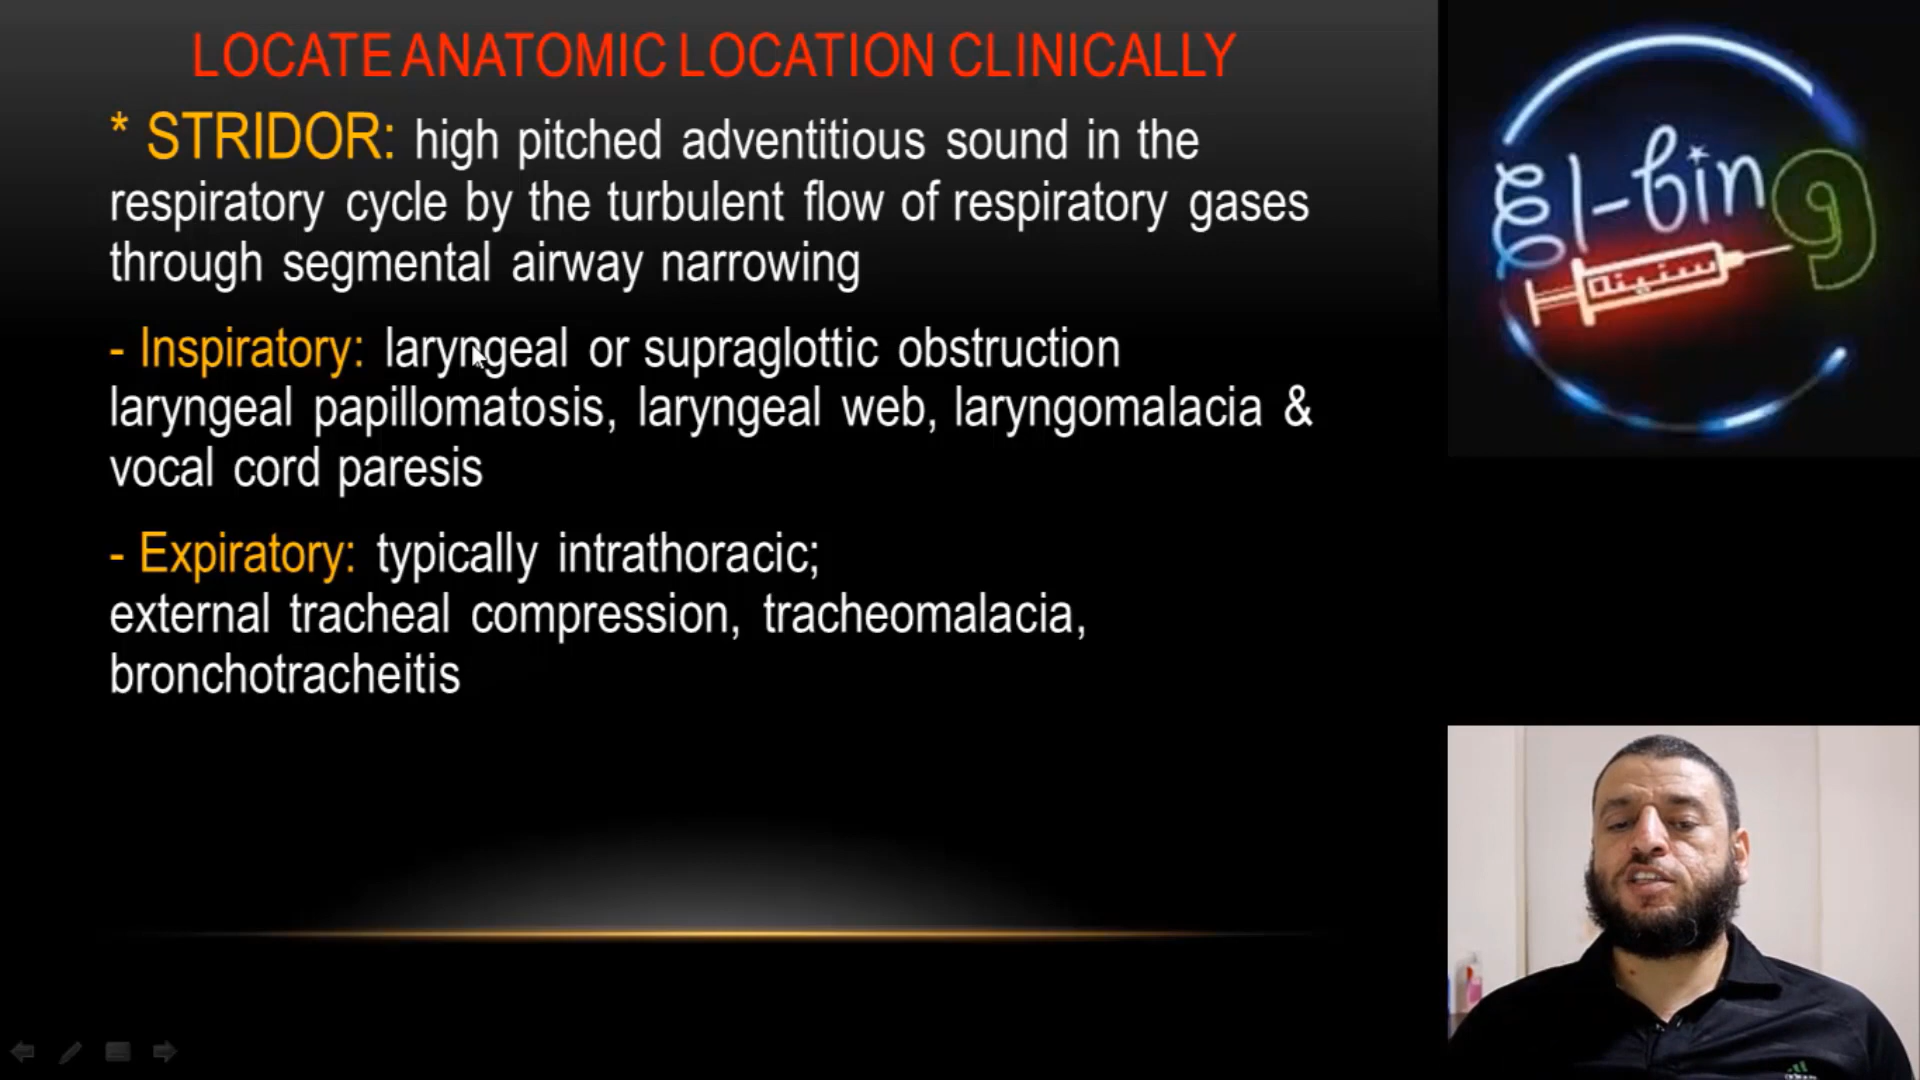 LOCATE ANATOMIC LOCATION CLINICALLY
* STRIDOR: high pitched adventitious sound in the
respiratory cycle by the turbulent flow of respiratory gases
through segmental airway narrowing
- Inspiratory: laryngeal or supraglottic obstruction
laryngeal papillomatosis, laryngeal web, laryngomalacia &
vocal cord paresis
- Expiratory: typically intrathoracic;
external tracheal compression, tracheomalacia,
bronchotracheitis
El-bing
adidas